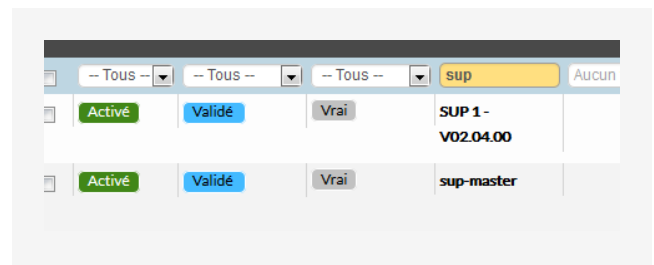 -- Tous -- -- Tous -- -- Tous -- sup Aucun
Activé Validé Vrai SUP 1 -
V02.04.00
Activé Validé Vrai sup-master